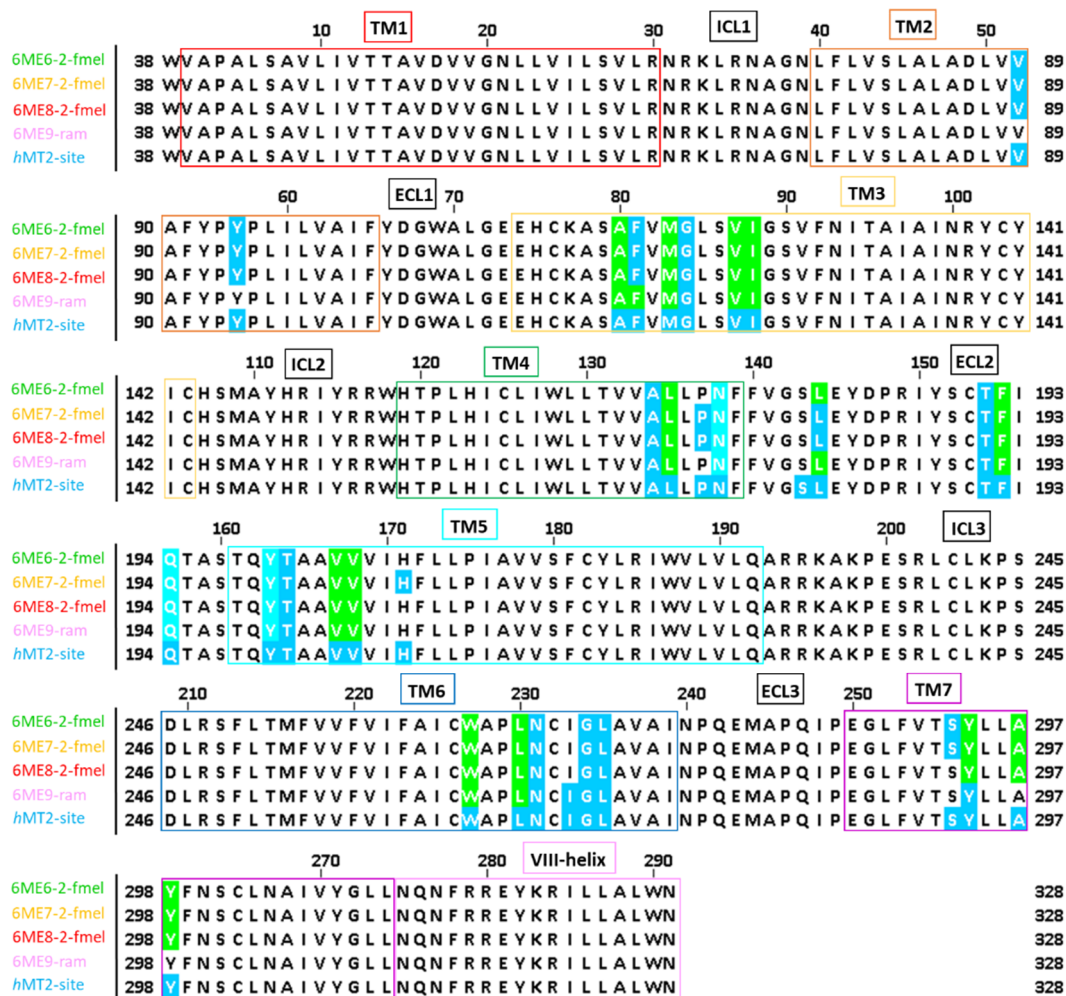 10 TM1 20 30 ICL1 40 TM2 50
6ME6-2-fmel 38 WVAPALSAVLIVTTAVDVVGNLLVILSVLRNRKLRNAGNLFLVSLALADLVV 89
6ME7-2-fmel 38 WVAPALSAVLIVTTAVDVVGNLLVILSVLRNRKLRNAGNLFLVSLALADLVV 89
6ME8-2-fmel 38 WVAPALSAVLIVTTAVDVVGNLLVILSVLRNRKLRNAGNLFLVSLALADLVV 89
6ME9-ram 38 WVAPALSAVLIVTTAVDVVGNLLVILSVLRNRKLRNAGNLFLVSLALADLVV 89
hMT2-site 38 WVAPALSAVLIVTTAVDVVGNLLVILSVLRNRKLRNAGNLFLVSLALADLVV 89
60 ECL1 70 80 90 TM3 100
6ME6-2-fmel 90 AFYPYPLILVAIFYDGWALGEEHCKASAFVMGLSVIGSVFNITAIAINRYCY 141
6ME7-2-fmel 90 AFYPYPLILVAIFYDGWALGEEHCKASAFVMGLSVIGSVFNITAIAINRYCY 141
6ME8-2-fmel 90 AFYPYPLILVAIFYDGWALGEEHCKASAFVMGLSVIGSVFNITAIAINRYCY 141
6ME9-ram 90 AFYPYPLILVAIFYDGWALGEEHCKASAFVMGLSVIGSVFNITAIAINRYCY 141
hMT2-site 90 AFYPYPLILVAIFYDGWALGEEHCKASAFVMGLSVIGSVFNITAIAINRYCY 141
110 ICL2 120 TM4 130 140 150 ECL2
6ME6-2-fmel 142 ICHSMAYHRIYRRWHTPLHICLIWLLTVVALLPNFFVGSLEYDPRIYSCTFI 193
6ME7-2-fmel 142 ICHSMAYHRIYRRWHTPLHICLIWLLTVVALLPNFFVGSLEYDPRIYSCTFI 193
6ME8-2-fmel 142 ICHSMAYHRIYRRWHTPLHICLIWLLTVVALLPNFFVGSLEYDPRIYSCTFI 193
6ME9-ram 142 ICHSMAYHRIYRRWHTPLHICLIWLLTVVALLPNFFVGSLEYDPRIYSCTFI 193
hMT2-site 142 ICHSMAYHRIYRRWHTPLHICLIWLLTVVALLPNFFVGSLEYDPRIYSCTFI 193
160 170 TM5 180 190 200 ICL3
6ME6-2-fmel 194 QTASTQYTAAVVVIHFLLPIAVVSFCYLRIWVLVLQARRKAKPESRLCLKPS 245
6ME7-2-fmel 194 QTASTQYTAAVVVIHFLLPIAVVSFCYLRIWVLVLQARRKAKPESRLCLKPS 245
6ME8-2-fmel 194 QTASTQYTAAVVVIHFLLPIAVVSFCYLRIWVLVLQARRKAKPESRLCLKPS 245
6ME9-ram 194 QTASTQYTAAVVVIHFLLPIAVVSFCYLRIWVLVLQARRKAKPESRLCLKPS 245
hMT2-site 194 QTASTQYTAAVVVIHFLLPIAVVSFCYLRIWVLVLQARRKAKPESRLCLKPS 245
210 220 TM6 230 240 ECL3 250 TM7
6ME6-2-fmel 246 DLRSFLTMFVVFVIFAICWAPLNCIGLAVAINPQEMAPQIPEGLFVTSYLLA 297
6ME7-2-fmel 246 DLRSFLTMFVVFVIFAICWAPLNCIGLAVAINPQEMAPQIPEGLFVTSYLLA 297
6ME8-2-fmel 246 DLRSFLTMFVVFVIFAICWAPLNCIGLAVAINPQEMAPQIPEGLFVTSYLLA 297
6ME9-ram 246 DLRSFLTMFVVFVIFAICWAPLNCIGLAVAINPQEMAPQIPEGLFVTSYLLA 297
hMT2-site 246 DLRSFLTMFVVFVIFAICWAPLNCIGLAVAINPQEMAPQIPEGLFVTSYLLA 297
270 280 VIII-helix 290
6ME6-2-fmel 298 YFNSCLNAIVYGLLNQNFRREYKRILLALWN 328
6ME7-2-fmel 298 YFNSCLNAIVYGLLNQNFRREYKRILLALWN 328
6ME8-2-fmel 298 YFNSCLNAIVYGLLNQNFRREYKRILLALWN 328
6ME9-ram 298 YFNSCLNAIVYGLLNQNFRREYKRILLALWN 328
hMT2-site 298 YFNSCLNAIVYGLLNQNFRREYKRILLALWN 328